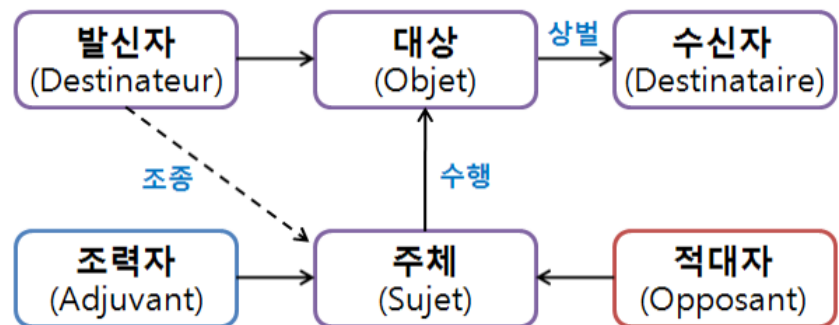 발신자
(Destinateur)
대상
(Objet)
상벌
수신자
(Destinataire)
조종
수행
조력자
(Adjuvant)
주체
(Sujet)
적대자
(Opposant)